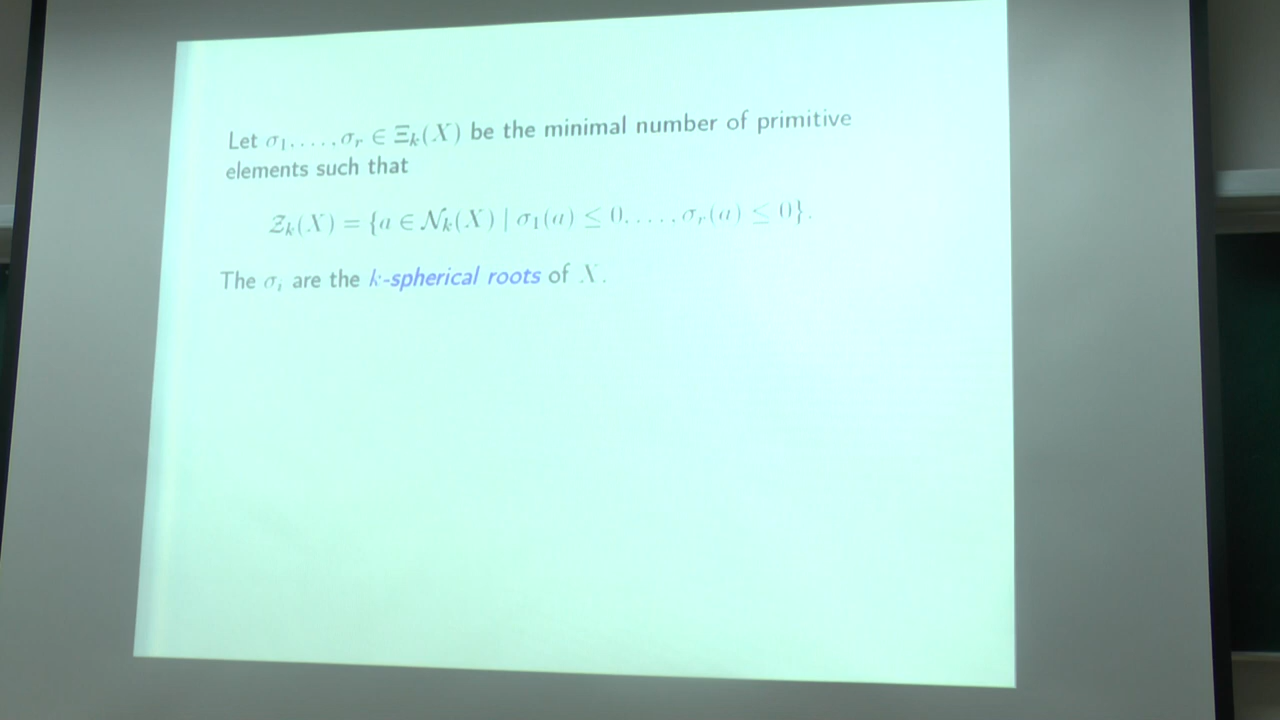 Let σ₁, . . . , σᵣ ∈ Ξₖ(X) be the minimal number of primitive
elements such that
𝒵ₖ(X) = {a ∈ 𝒩ₖ(X) | σ₁(a) ≤ 0, . . . , σᵣ(a) ≤ 0}.
The σᵢ are the k-spherical roots of X.